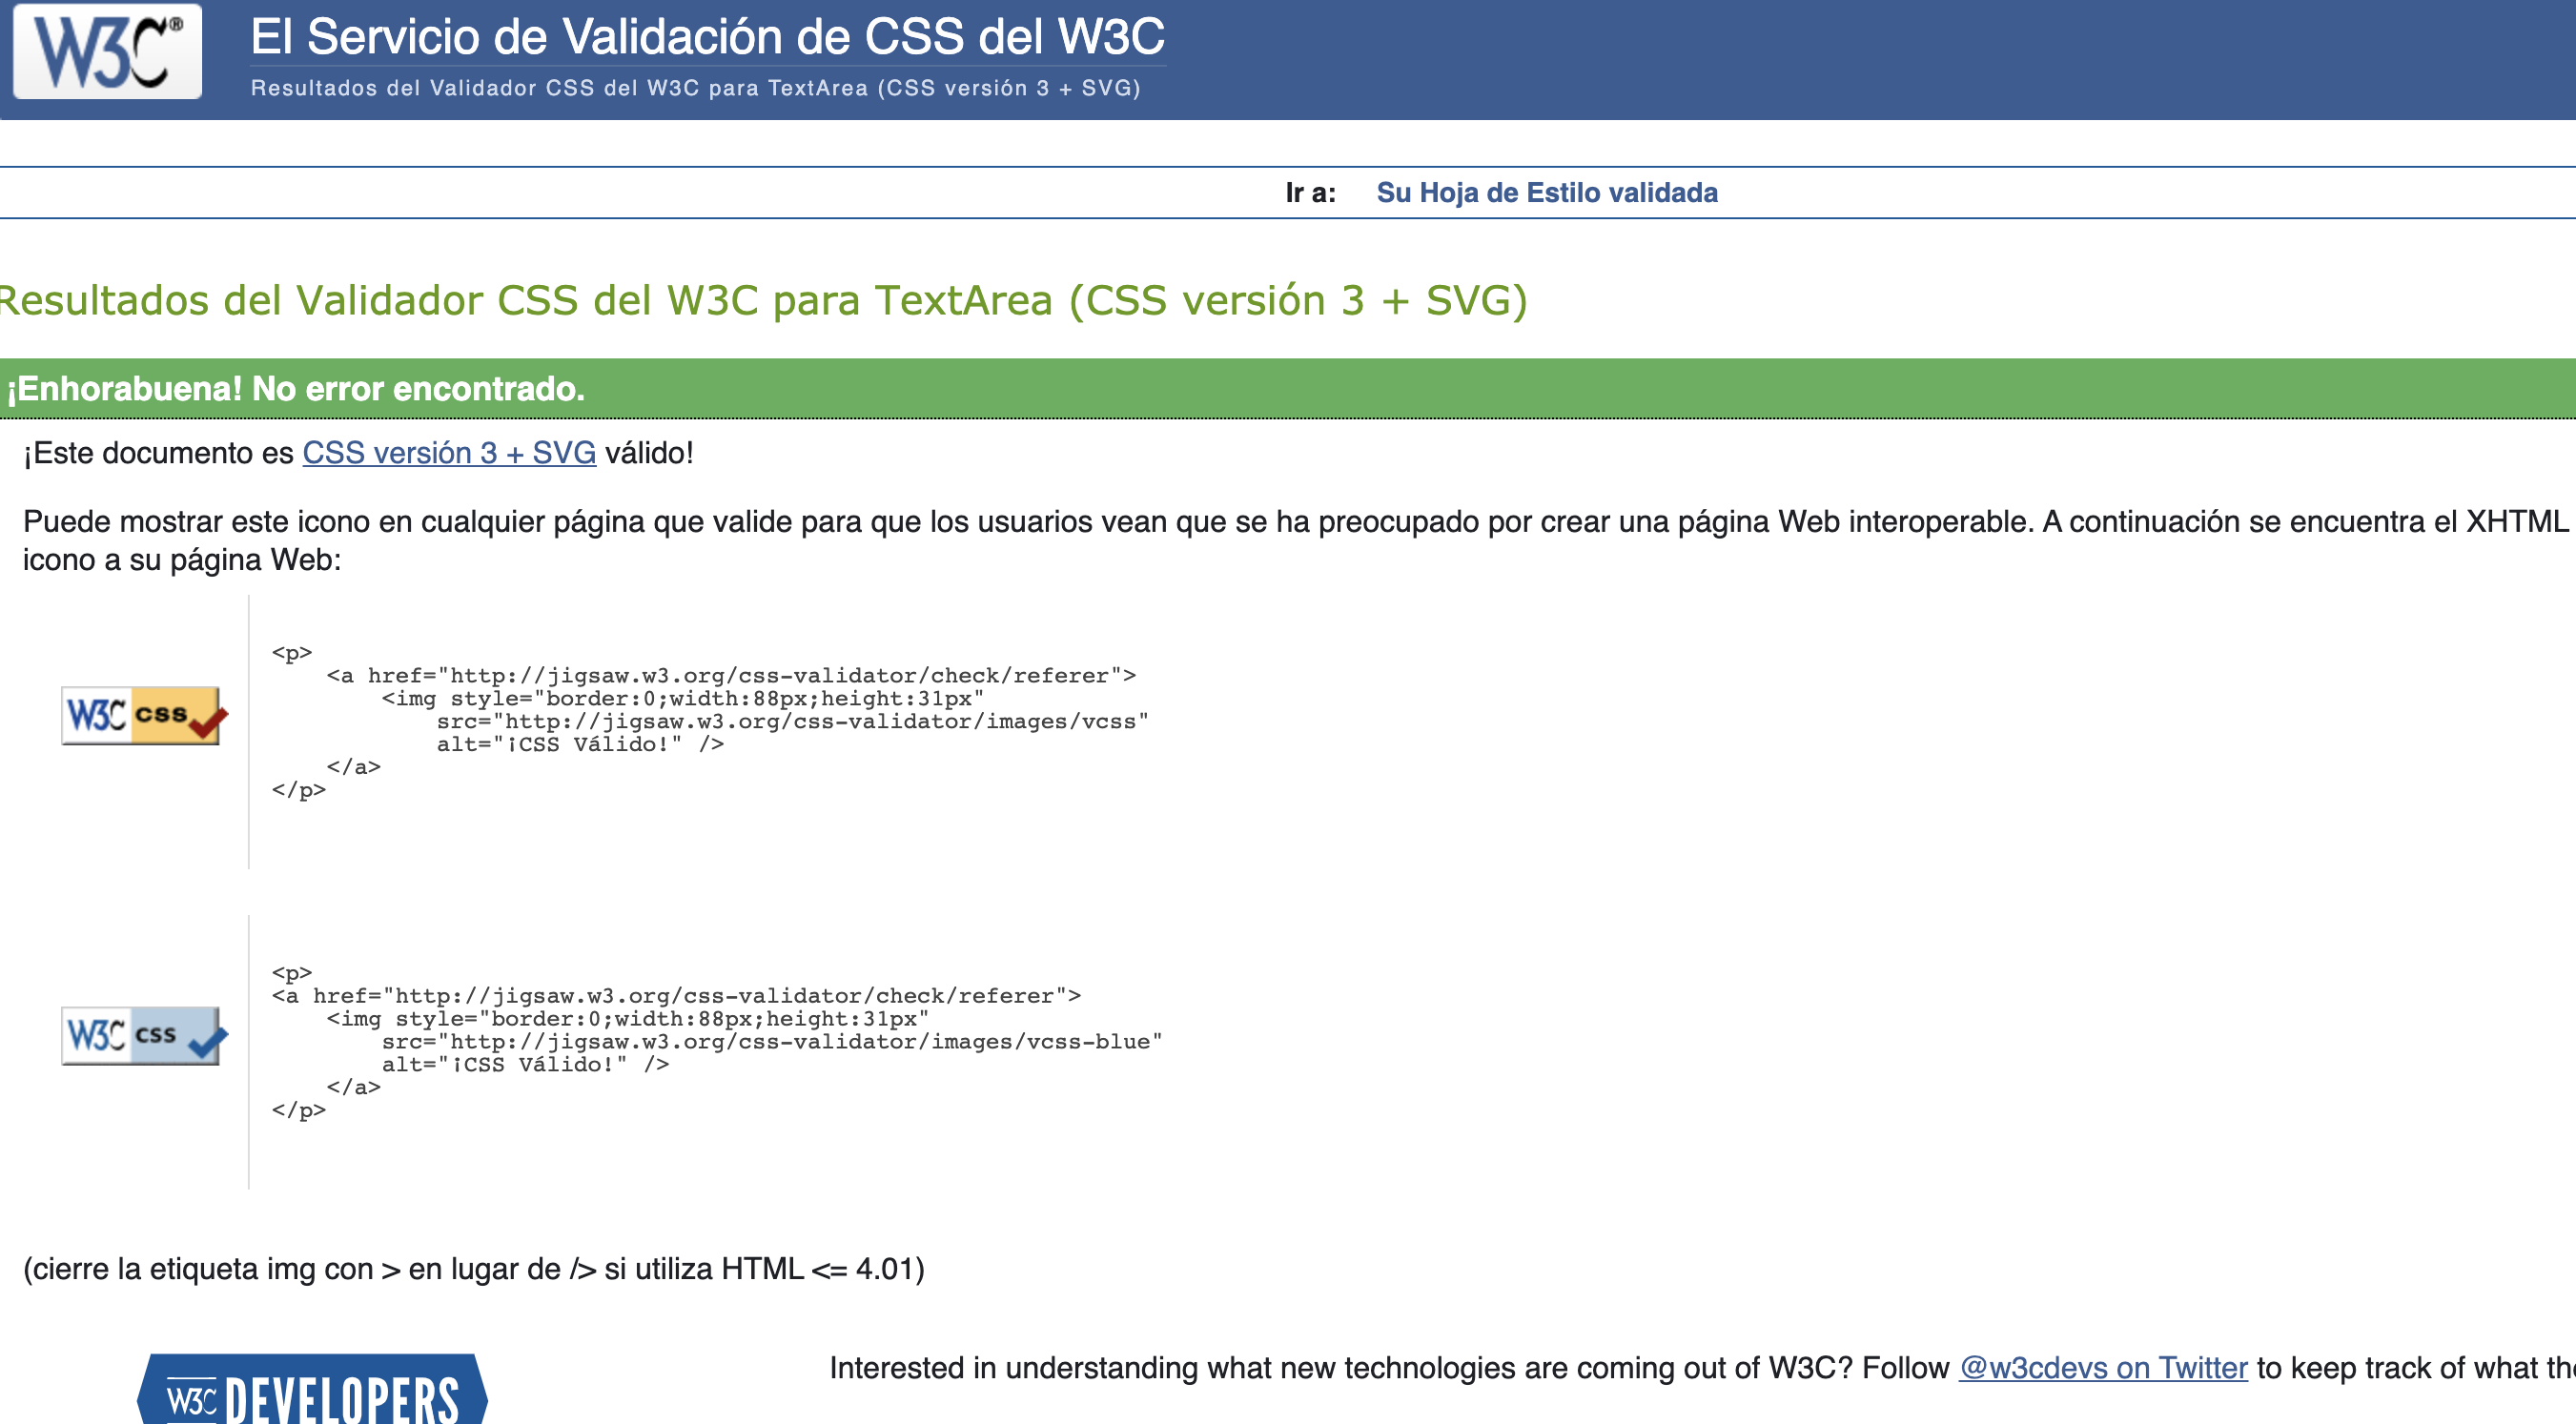 W3C®
El Servicio de Validación de CSS del W3C
Resultados del Validador CSS del W3C para TextArea (CSS versión 3 + SVG)
Ir a: Su Hoja de Estilo validada
Resultados del Validador CSS del W3C para TextArea (CSS versión 3 + SVG)
¡Enhorabuena! No error encontrado.
¡Este documento es CSS versión 3 + SVG válido!
Puede mostrar este icono en cualquier página que valide para que los usuarios vean que se ha preocupado por crear una página Web interoperable. A continuación se encuentra el XHTML
icono a su página Web:
W3C css
<p>
<a href="http://jigsaw.w3.org/css-validator/check/referer">
<img style="border:0;width:88px;height:31px"
src="http://jigsaw.w3.org/css-validator/images/vcss"
alt="¡CSS Válido!" />
</a>
</p>
W3C css
<p>
<a href="http://jigsaw.w3.org/css-validator/check/referer">
<img style="border:0;width:88px;height:31px"
src="http://jigsaw.w3.org/css-validator/images/vcss-blue"
alt="¡CSS Válido!" />
</a>
</p>
(cierre la etiqueta img con > en lugar de /> si utiliza HTML <= 4.01)
W3C DEVELOPERS
Interested in understanding what new technologies are coming out of W3C? Follow @w3cdevs on Twitter to keep track of what